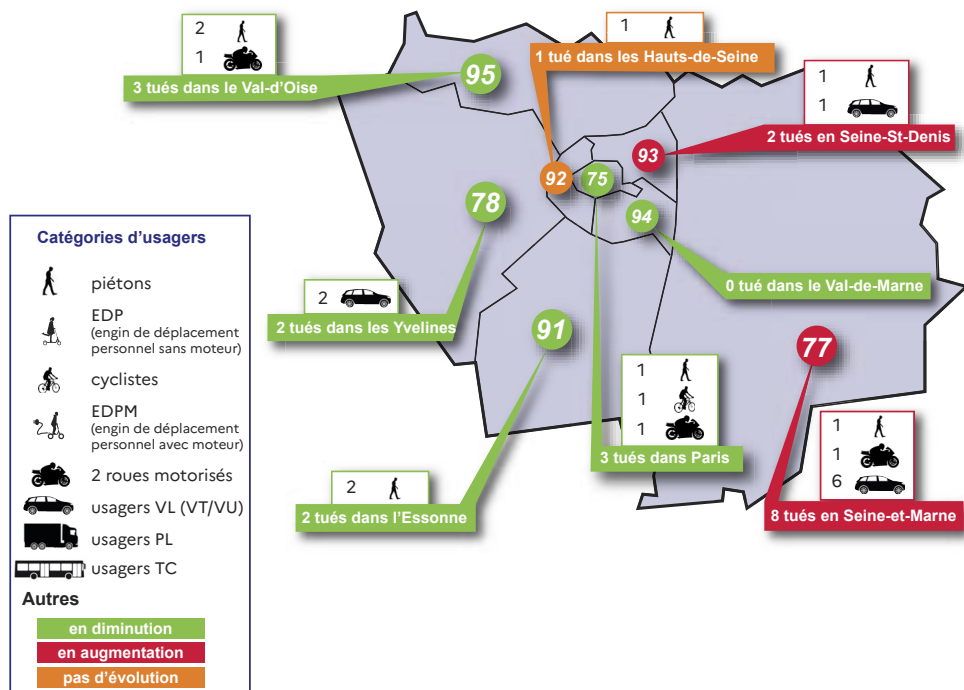 2
1
3 tués dans le Val-d'Oise
95
1
1 tué dans les Hauts-de-Seine
92
1
1
2 tués en Seine-St-Denis
93
75
78
94
0 tué dans le Val-de-Marne
2
2 tués dans les Yvelines
91
77
1
1
1
3 tués dans Paris
1
1
6
8 tués en Seine-et-Marne
2
2 tués dans l'Essonne
Catégories d'usagers
piétons
EDP
(engin de déplacement
personnel sans moteur)
cyclistes
EDPM
(engin de déplacement
personnel avec moteur)
2 roues motorisés
usagers VL (VT/VU)
usagers PL
usagers TC
Autres
en diminution
en augmentation
pas d'évolution